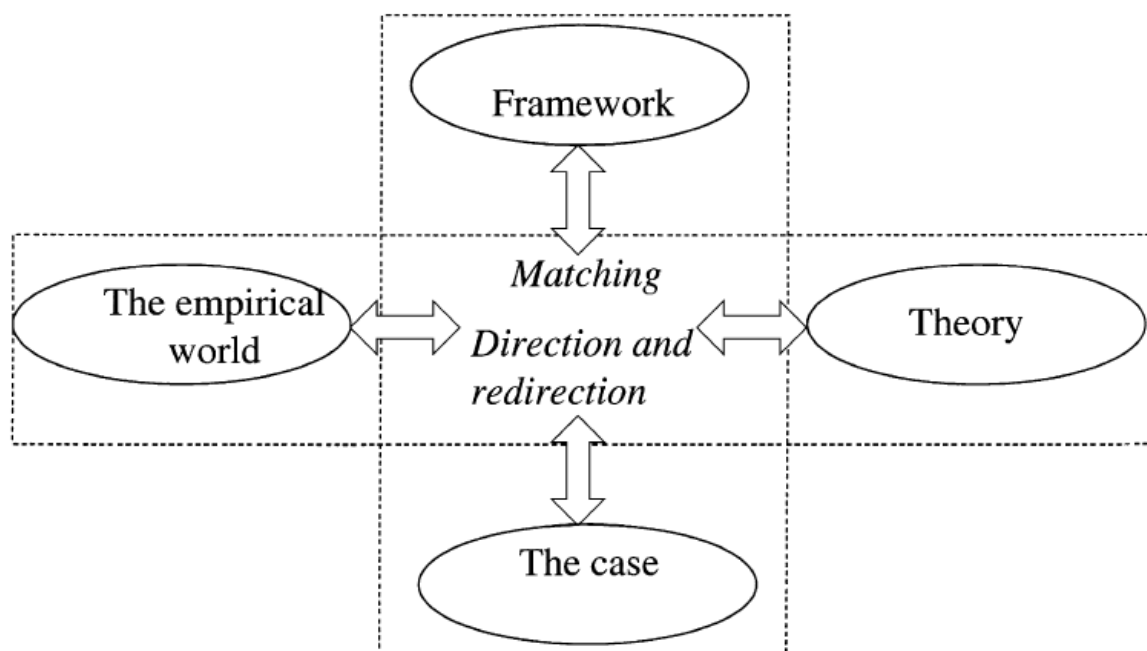 Framework
Matching
The empirical
world
Direction and
redirection
Theory
The case